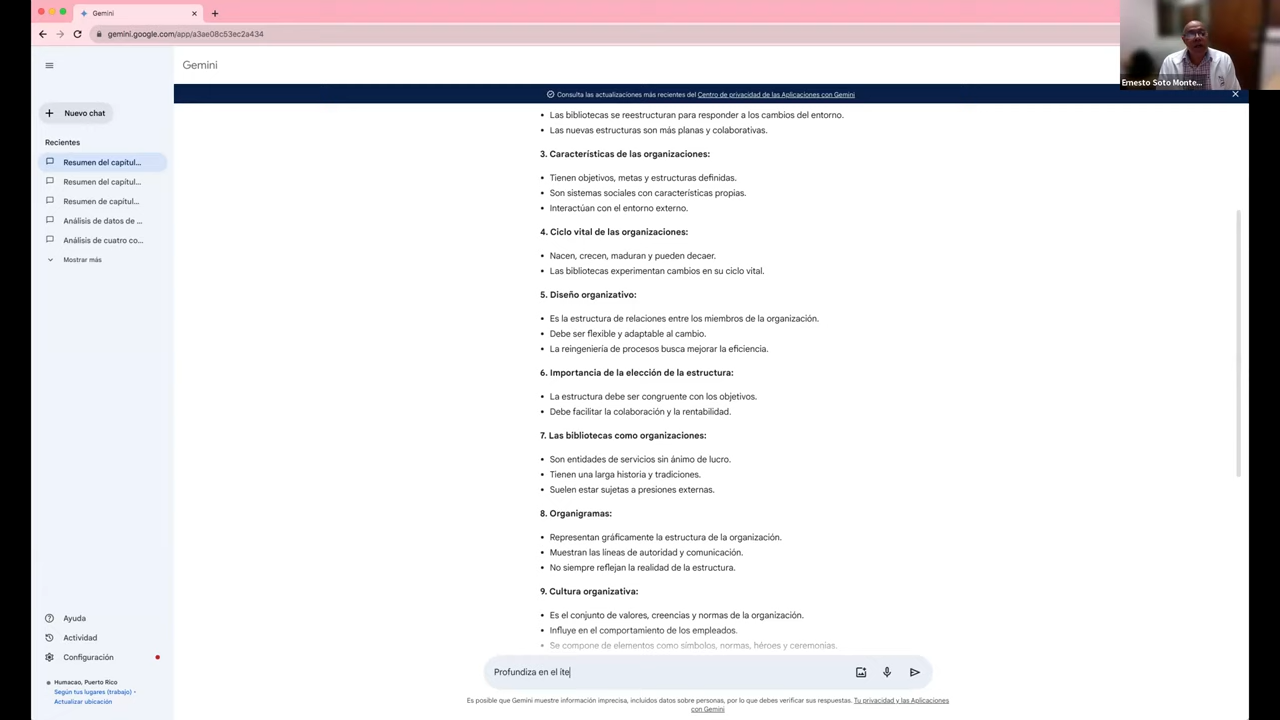 Gemini
gemini.google.com/app/a3ae08c53ec2a434
Ernesto Soto Monte...
Gemini
Consulta las actualizaciones más recientes del Centro de privacidad de las Aplicaciones con Gemini
Nuevo chat
Recientes
Resumen del capítul...
Resumen del capítul...
Resumen de capítul...
Análisis de datos de ...
Análisis de cuatro co...
Mostrar más
• Las bibliotecas se reestructuran para responder a los cambios del entorno.
• Las nuevas estructuras son más planas y colaborativas.
3. Características de las organizaciones:
• Tienen objetivos, metas y estructuras definidas.
• Son sistemas sociales con características propias.
• Interactúan con el entorno externo.
4. Ciclo vital de las organizaciones:
• Nacen, crecen, maduran y pueden decaer.
• Las bibliotecas experimentan cambios en su ciclo vital.
5. Diseño organizativo:
• Es la estructura de relaciones entre los miembros de la organización.
• Debe ser flexible y adaptable al cambio.
• La reingeniería de procesos busca mejorar la eficiencia.
6. Importancia de la elección de la estructura:
• La estructura debe ser congruente con los objetivos.
• Debe facilitar la colaboración y la rentabilidad.
7. Las bibliotecas como organizaciones:
• Son entidades de servicios sin ánimo de lucro.
• Tienen una larga historia y tradiciones.
• Suelen estar sujetas a presiones externas.
8. Organigramas:
• Representan gráficamente la estructura de la organización.
• Muestran las líneas de autoridad y comunicación.
• No siempre reflejan la realidad de la estructura.
9. Cultura organizativa:
• Es el conjunto de valores, creencias y normas de la organización.
• Influye en el comportamiento de los empleados.
• Se compone de elementos como símbolos, normas, héroes y ceremonias.
Profundiza en el íte
Es posible que Gemini muestre información imprecisa, incluidos datos sobre personas, por lo que debes verificar sus respuestas. Tu privacidad y las Aplicaciones
con Gemini
Ayuda
Actividad
Configuración
Humacao, Puerto Rico
Según tus lugares (trabajo) •
Actualizar ubicación